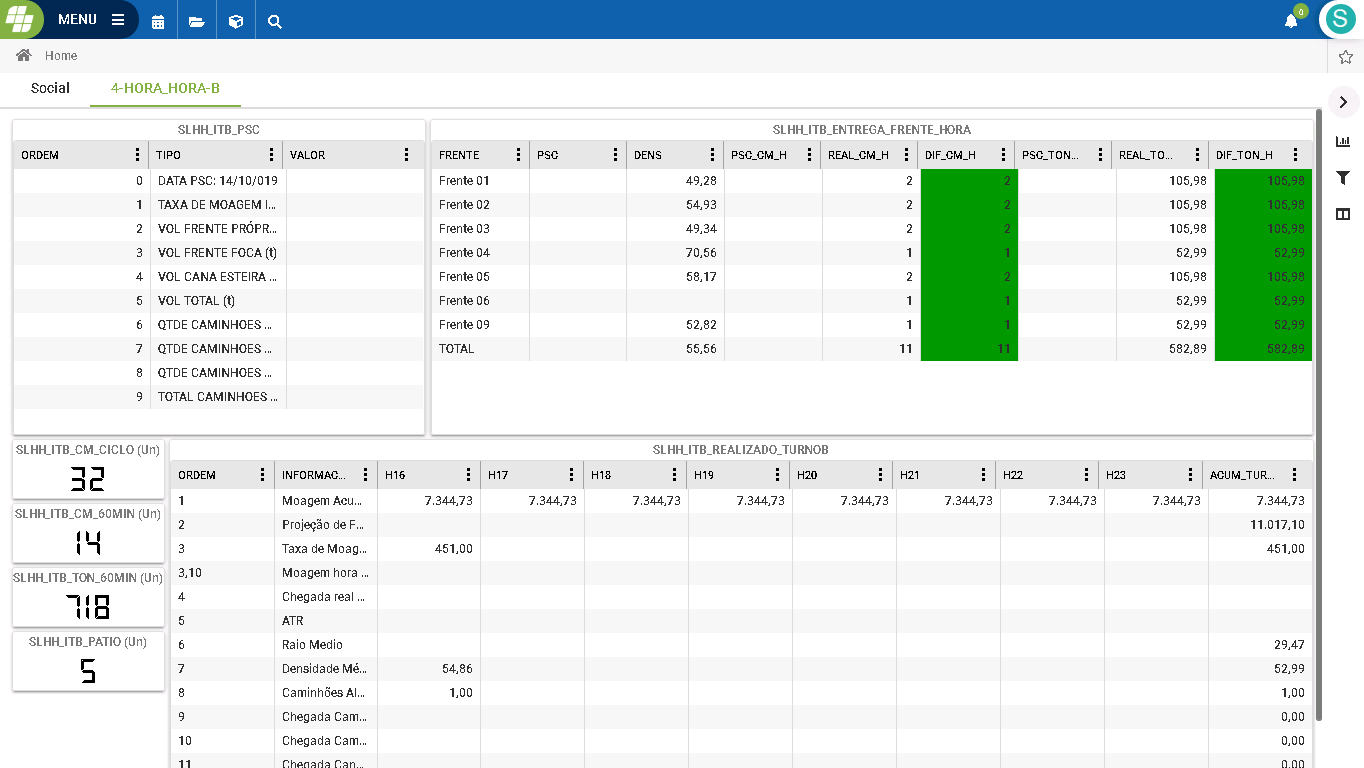 MENU
0
S
Home
Social 4-HORA_HORA-B
SLHH_ITB_PSC
ORDEM TIPO VALOR
0 DATA PSC: 14/10/019
1 TAXA DE MOAGEM I...
2 VOL FRENTE PRÓPR...
3 VOL FRENTE FOCA (t)
4 VOL CANA ESTEIRA ...
5 VOL TOTAL (t)
6 QTDE CAMINHOES ...
7 QTDE CAMINHOES ...
8 QTDE CAMINHOES ...
9 TOTAL CAMINHOES ...
SLHH_ITB_ENTREGA_FRENTE_HORA
FRENTE PSC DENS PSC_CM_H REAL_CM_H DIF_CM_H PSC_TON... REAL_TO... DIF_TON_H
Frente 01 49,28 2 2 105,98 105,98
Frente 02 54,93 2 2 105,98 105,98
Frente 03 49,34 2 2 105,98 105,98
Frente 04 70,56 1 1 52,99 52,99
Frente 05 58,17 2 2 105,98 105,98
Frente 06 1 1 52,99 52,99
Frente 09 52,82 1 1 52,99 52,99
TOTAL 55,56 11 11 582,89 582,89
SLHH_ITB_CM_CICLO (Un)
32
SLHH_ITB_CM_60MIN (Un)
14
SLHH_ITB_TON_60MIN (Un)
718
SLHH_ITB_PATIO (Un)
5
SLHH_ITB_REALIZADO_TURNOB
ORDEM INFORMAC... H16 H17 H18 H19 H20 H21 H22 H23 ACUM_TUR...
1 Moagem Acu... 7.344,73 7.344,73 7.344,73 7.344,73 7.344,73 7.344,73 7.344,73 7.344,73 7.344,73
2 Projeção de F... 11.017,10
3 Taxa de Moag... 451,00 451,00
3,10 Moagem hora ...
4 Chegada real ...
5 ATR
6 Raio Medio 29,47
7 Densidade Mé... 54,86 52,99
8 Caminhões Al... 1,00 1,00
9 Chegada Cam... 0,00
10 Chegada Cam... 0,00
11 Chegada Can... 0,00